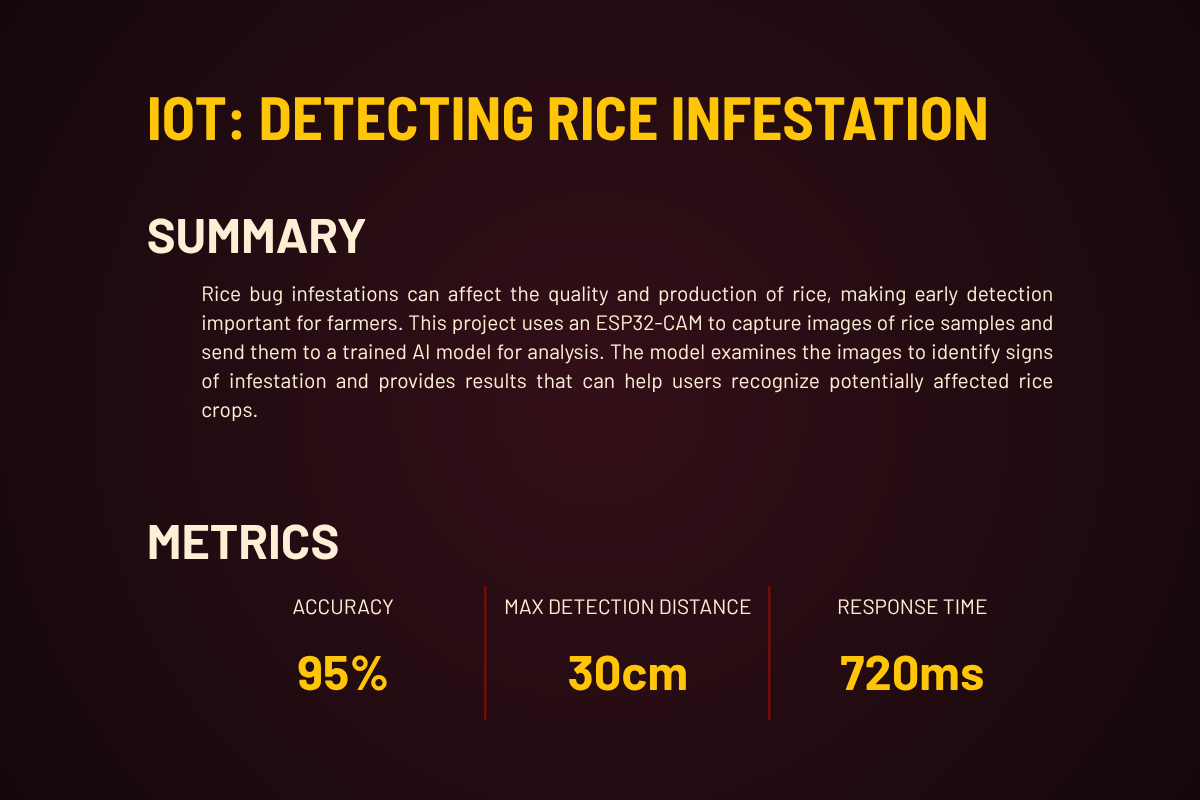 IOT: DETECTING RICE INFESTATION
SUMMARY
Rice bug infestations can affect the quality and production of rice, making early detection
important for farmers. This project uses an ESP32-CAM to capture images of rice samples and
send them to a trained AI model for analysis. The model examines the images to identify signs
of infestation and provides results that can help users recognize potentially affected rice
crops.
METRICS
ACCURACY
95%
MAX DETECTION DISTANCE
30cm
RESPONSE TIME
720ms